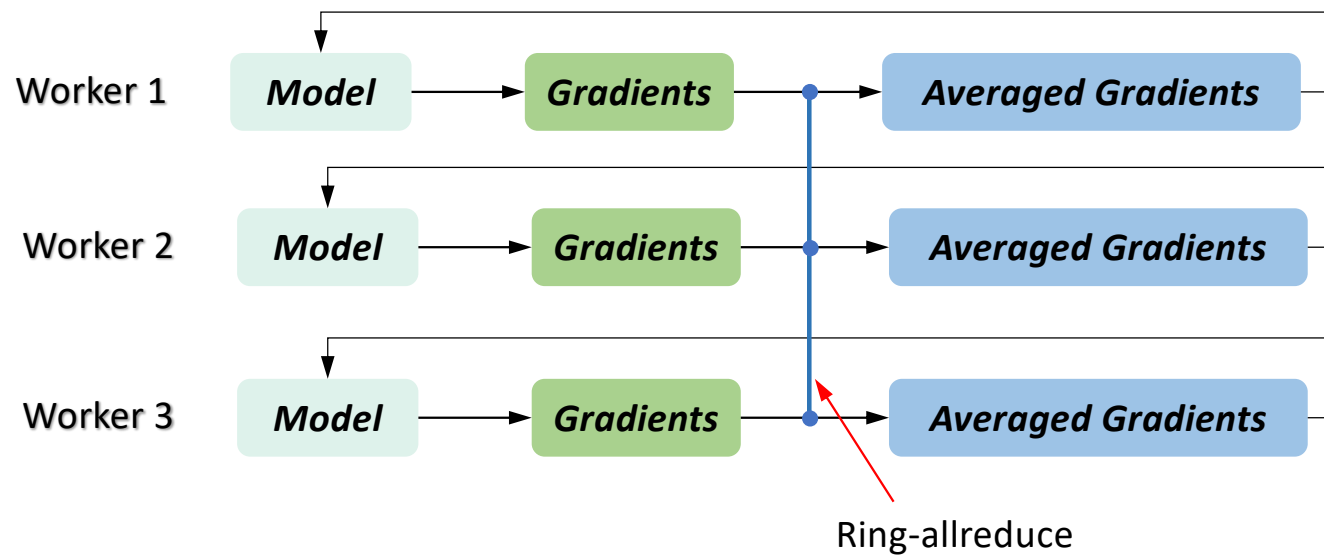 Worker 1 Model Gradients Averaged Gradients
Worker 2 Model Gradients Averaged Gradients
Worker 3 Model Gradients Averaged Gradients
Ring-allreduce